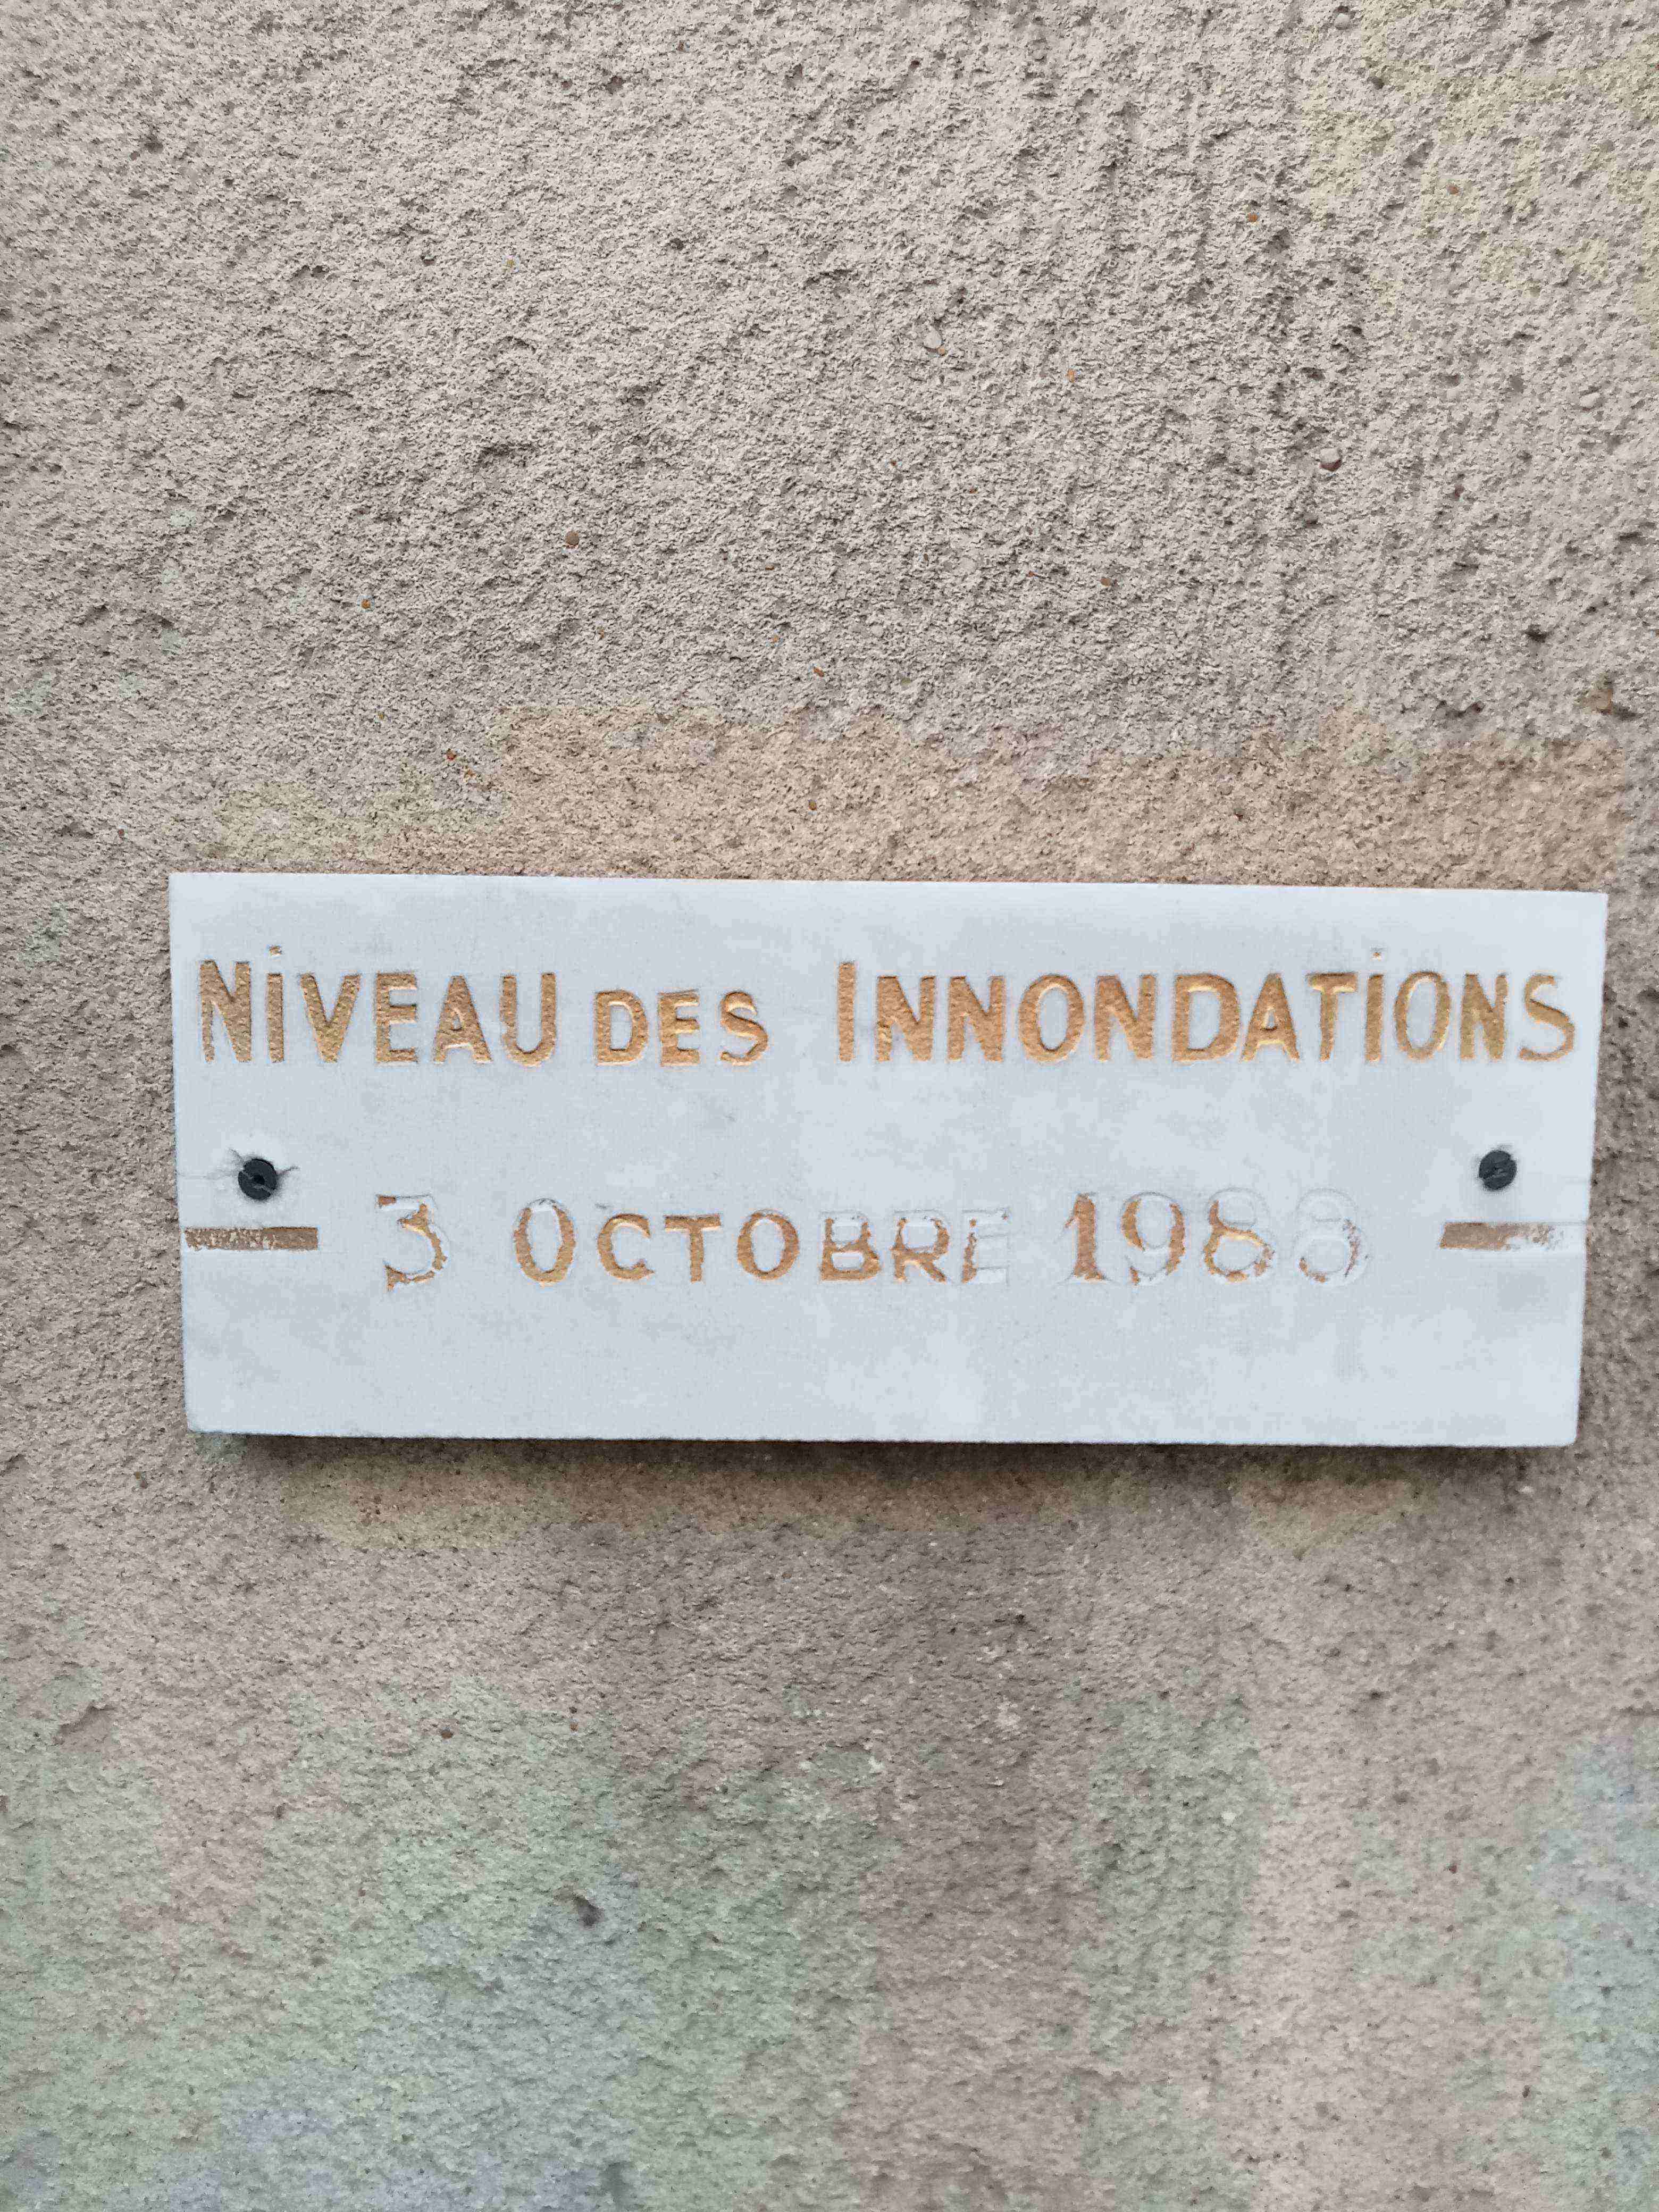 NIVEAU DES INNONDATIONS
3 OCTOBRE 1988